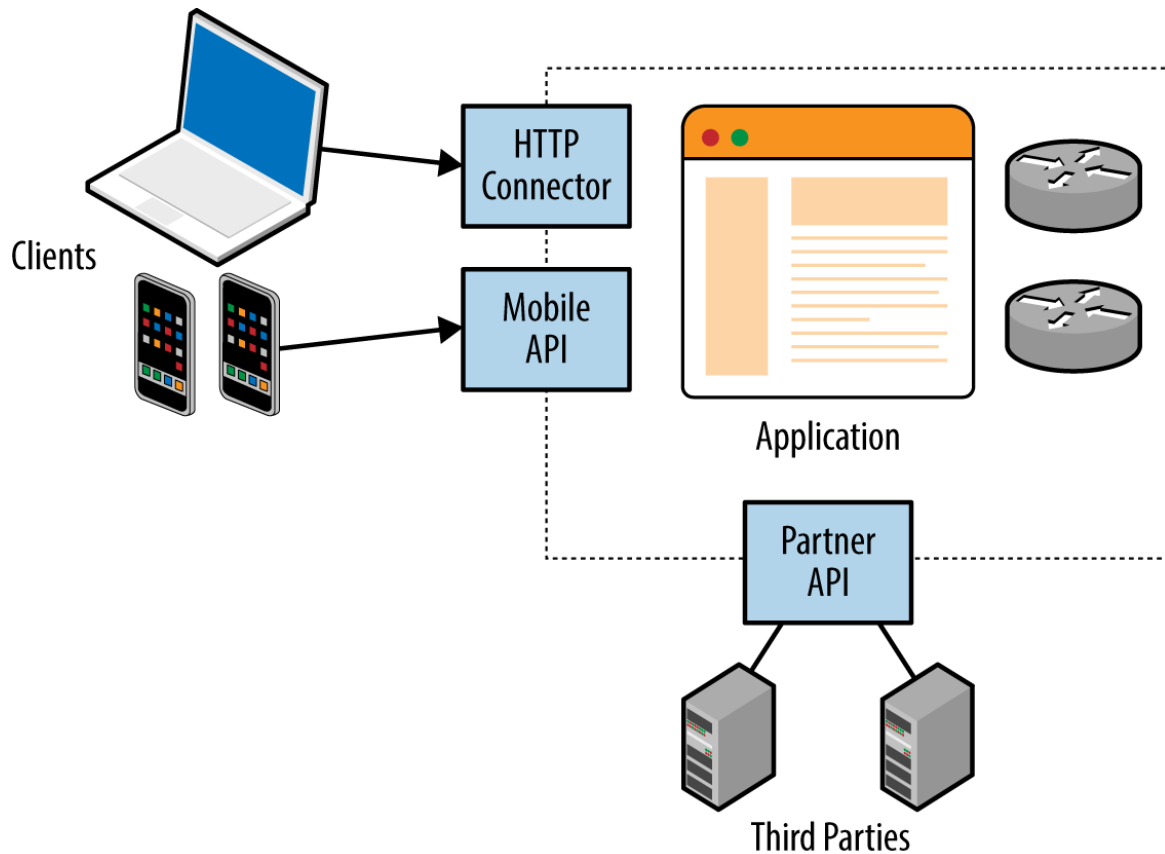 HTTP
Connector
Clients
Mobile
API
Application
Partner
API
Third Parties